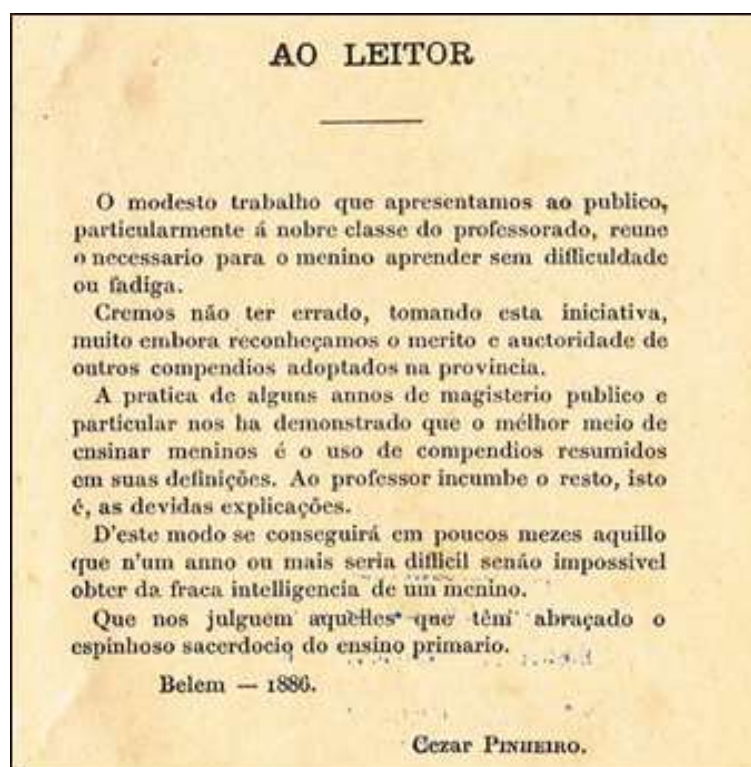 AO LEITOR
O modesto trabalho que apresentamos ao publico,
particularmente á nobre classe do professorado, reune
o necessario para o menino aprender sem difficuldade
ou fadiga.
Cremos não ter errado, tomando esta iniciativa,
muito embora reconheçamos o merito e auctoridade de
outros compendios adoptados na provincia.
A pratica de alguns annos de magisterio publico e
particular nos ha demonstrado que o mélhor meio de
ensinar meninos é o uso de compendios resumidos
em suas definições. Ao professor incumbe o resto, isto
é, as devidas explicações.
D'este modo se conseguirá em poucos mezes aquillo
que n'um anno ou mais seria difficil senão impossivel
obter da fraca intelligencia de um menino.
Que nos julguem aquelles que têm abraçado o
espinhoso sacerdocio do ensino primario.
Belem — 1886.
Cezar PINHEIRO.